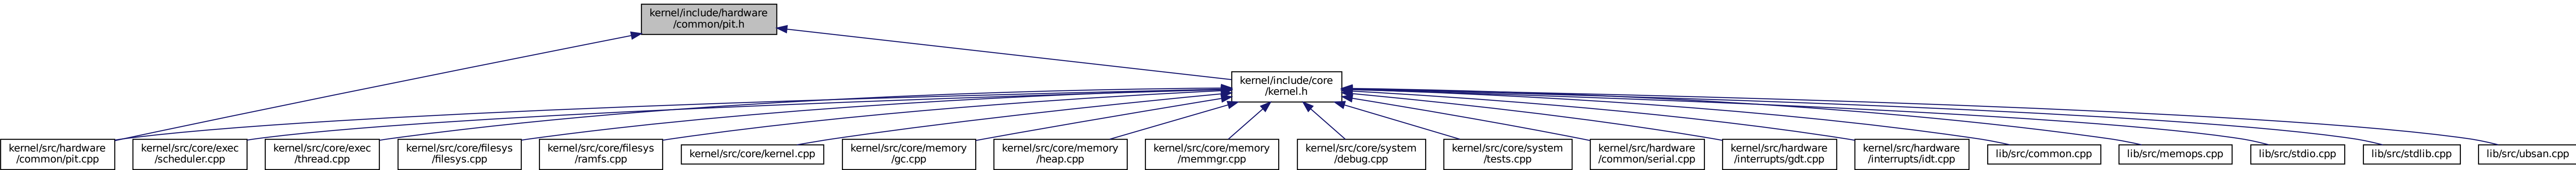 kernel/include/hardware
/common/pit.h
kernel/include/core
/kernel.h
kernel/src/hardware
/common/pit.cpp
kernel/src/core/exec
/scheduler.cpp
kernel/src/core/exec
/thread.cpp
kernel/src/core/filesys
/filesys.cpp
kernel/src/core/filesys
/ramfs.cpp
kernel/src/core/kernel.cpp
kernel/src/core/memory
/gc.cpp
kernel/src/core/memory
/heap.cpp
kernel/src/core/memory
/memmgr.cpp
kernel/src/core/system
/debug.cpp
kernel/src/core/system
/tests.cpp
kernel/src/hardware
/common/serial.cpp
kernel/src/hardware
/interrupts/gdt.cpp
kernel/src/hardware
/interrupts/idt.cpp
lib/src/common.cpp
lib/src/memops.cpp
lib/src/stdio.cpp
lib/src/stdlib.cpp
lib/src/ubsan.cpp